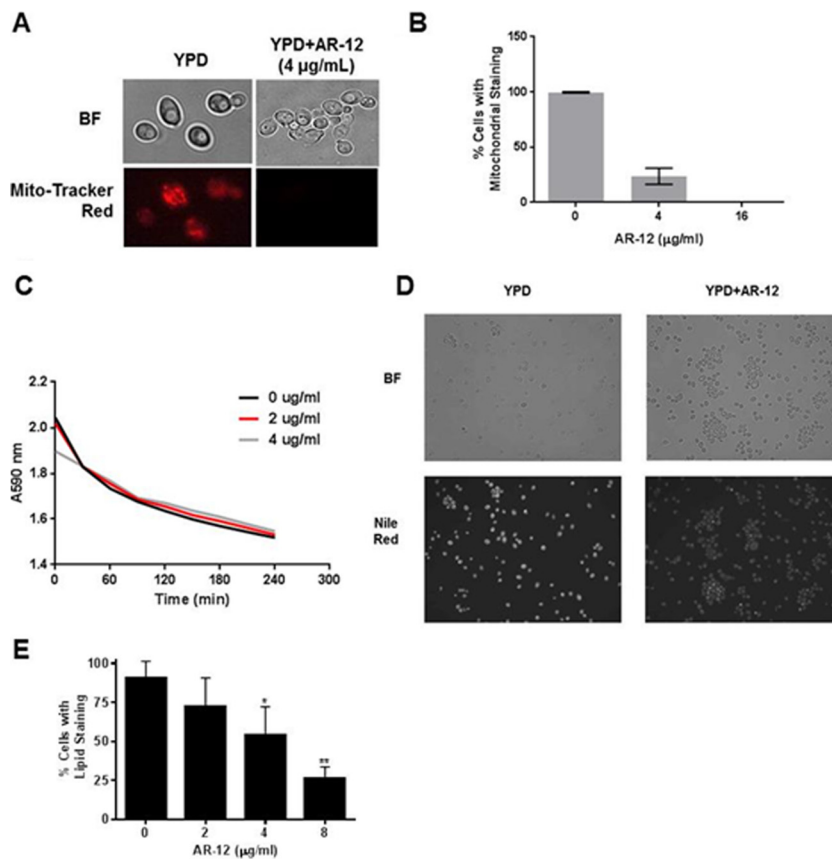 A
YPD
YPD+AR-12
(4 µg/mL)
BF
Mito-Tracker
Red
B
% Cells with
Mitochondrial Staining
150
100
50
0
0
4
16
AR-12 (µg/ml)
C
A590 nm
2.2
2.0
1.8
1.6
1.4
0 ug/ml
2 ug/ml
4 ug/ml
0
60
120
180
240
300
Time (min)
D
YPD
YPD+AR-12
BF
Nile
Red
E
% Cells with
Lipid Staining
100
75
50
25
0
*
**
0
2
4
8
AR-12 (µg/ml)